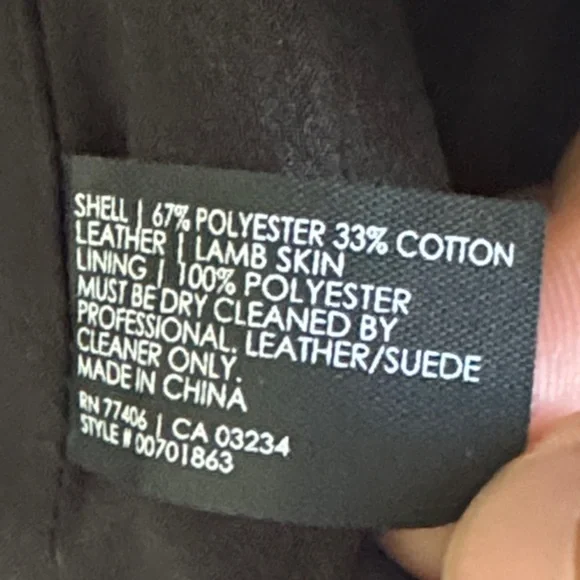 SHELL | 67% POLYESTER 33% COTTON
LEATHER | LAMB SKIN
LINING | 100% POLYESTER
MUST BE DRY CLEANED BY
PROFESSIONAL. LEATHER/SUEDE
CLEANER ONLY.
MADE IN CHINA
RN 77406 | CA 03234
STYLE # 00701863